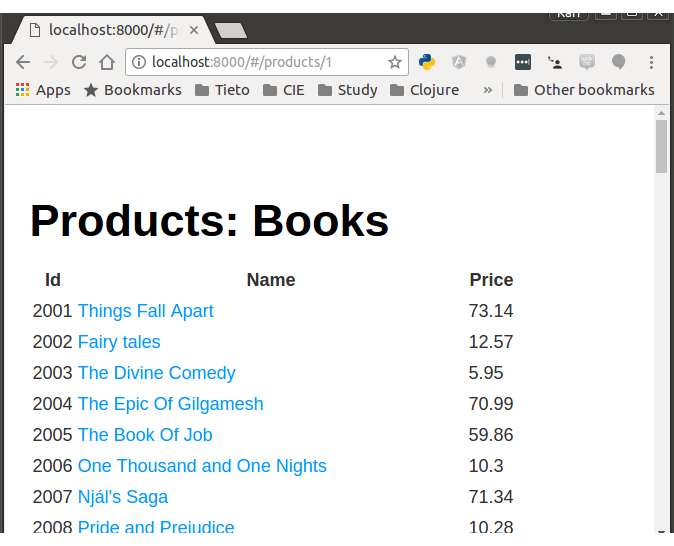 localhost:8000/#/p
localhost:8000/#/products/1
Apps Bookmarks Tieto CIE Study Clojure » Other bookmarks
Products: Books
Id Name Price
2001 Things Fall Apart 73.14
2002 Fairy tales 12.57
2003 The Divine Comedy 5.95
2004 The Epic Of Gilgamesh 70.99
2005 The Book Of Job 59.86
2006 One Thousand and One Nights 10.3
2007 Njál's Saga 71.34
2008 Pride and Prejudice 10.28